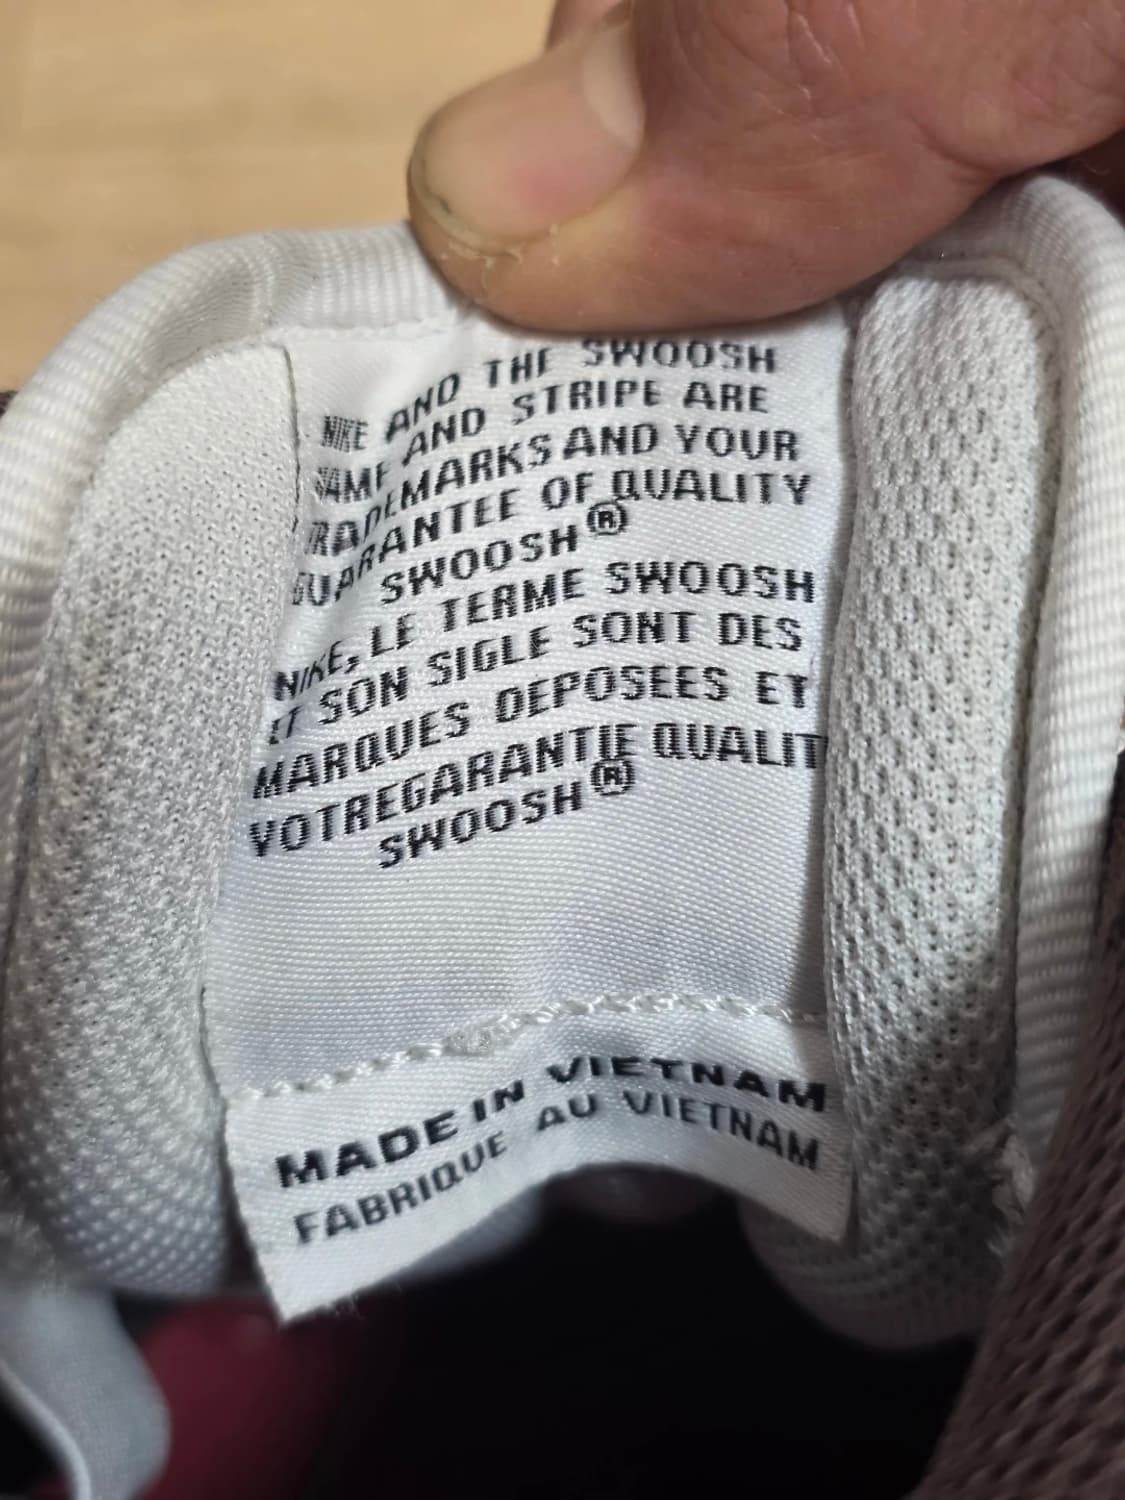 NIKE AND THE SWOOSH
NAME AND STRIPE ARE
TRADEMARKS AND YOUR
GUARANTEE OF QUALITY
SWOOSH®
NIKE, LE TERME SWOOSH
ET SON SIGLE SONT DES
MARQUES DEPOSEES ET
VOTREGARANTIE QUALIT
SWOOSH®
MADE IN VIETNAM
FABRIQUE AU VIETNAM